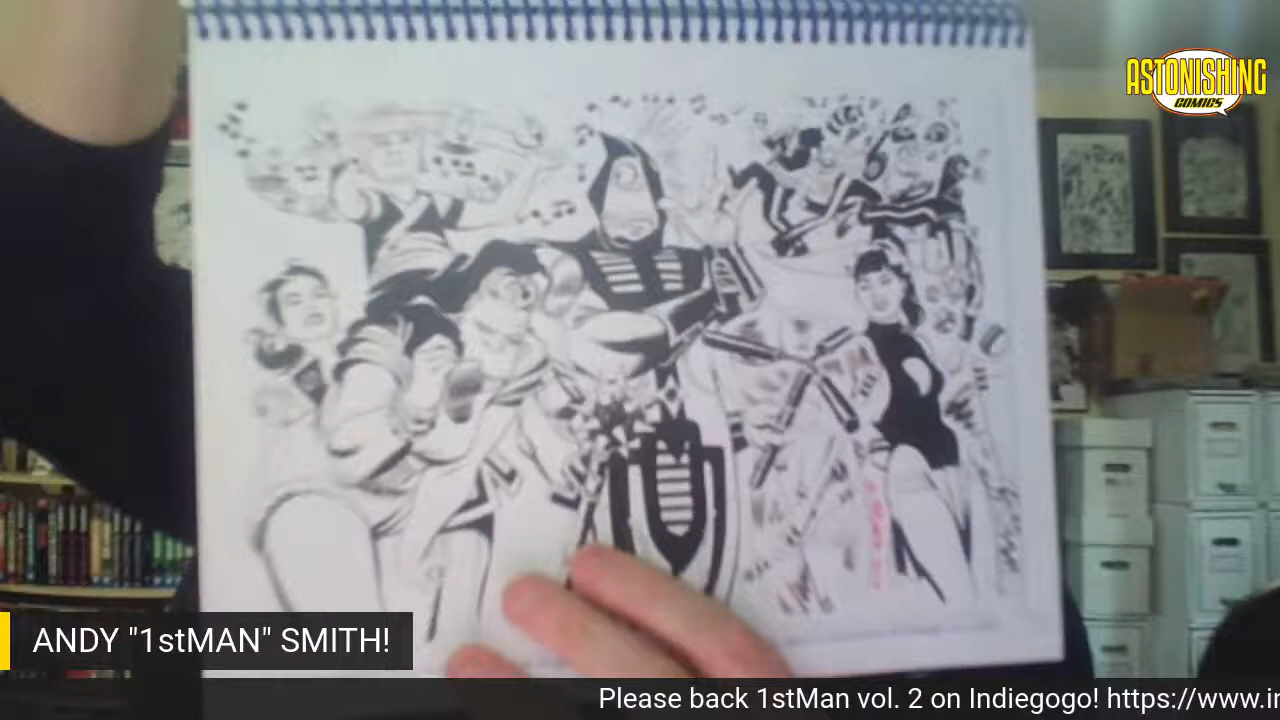 ASTONISHING
COMICS
ANDY "1stMAN" SMITH!
Please back 1stMan vol. 2 on Indiegogo! https://www.i